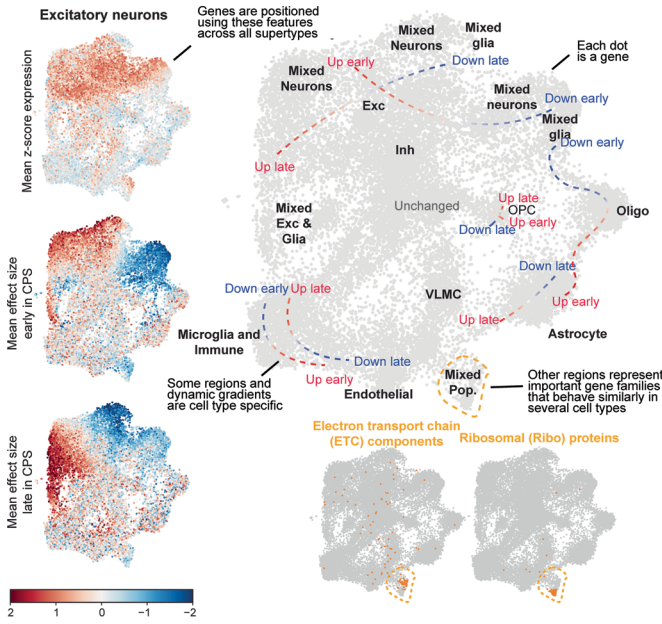 Excitatory neurons
Mean z-score expression
Mean effect size
early in CPS
Mean effect size
late in CPS
2
1
0
-1
-2
Genes are positioned
using these features
across all supertypes
Mixed
Neurons
Mixed
glia
Each dot
is a gene
Mixed
Neurons
Up early
Down late
Exc
Mixed
neurons
Down early
Mixed
glia
Down early
Inh
Up late
Mixed
Exc &
Glia
Unchanged
Up late
OPC
Up early
Down late
Oligo
Down late
Up early
Up late
Astrocyte
VLMC
Down early
Up late
Microglia and
Immune
Down late
Up early
Endothelial
Mixed
Pop.
Some regions and
dynamic gradients
are cell type specific
Other regions represent
important gene families
that behave similarly in
several cell types
Electron transport chain
(ETC) components
Ribosomal (Ribo) proteins